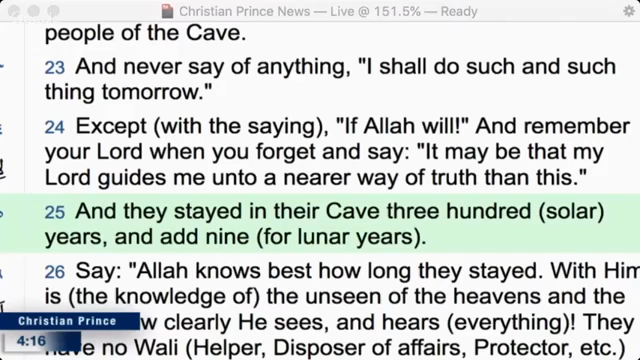 Christian Prince News — Live @ 151.5% — Ready
people of the Cave.
23 And never say of anything, "I shall do such and such
thing tomorrow."
24 Except (with the saying), "If Allah will!" And remember
your Lord when you forget and say: "It may be that my
Lord guides me unto a nearer way of truth than this."
25 And they stayed in their Cave three hundred (solar)
years, and add nine (for lunar years).
26 Say: "Allah knows best how long they stayed. With Him
is (the knowledge of) the unseen of the heavens and the
clearly He sees, and hears (everything)! They
have no Wali (Helper, Disposer of affairs, Protector, etc.)
Christian Prince
4:16